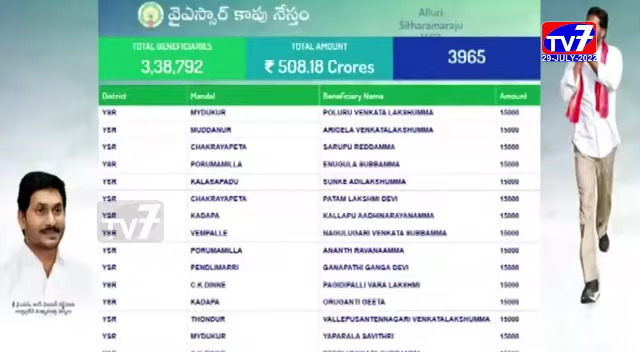 వైఎస్సార్ కాపు నేస్తం
Alluri
Sitharamaraju
TV7
29-JULY-2022
TOTAL BENEFICIARIES
3,38,792
TOTAL AMOUNT
₹ 508.18 Crores
3965
District Mandal Beneficiary Name Amount
YSR MYDUKUR POLURU VENKATA LAKSHUMMA 15000
YSR MUDDANUR ARIGELA VENKATALAKSHUMMA 15000
YSR CHAKRAYAPETA SARUPU REDDAMMA 15000
YSR PORUMAMILLA ENUGULA SUBBAMMA 15000
YSR KALASAPADU SUNKE ADILAKSHUMMA 15000
YSR CHAKRAYAPETA PATAM LAKSHMI DEVI 15000
YSR KADAPA KALLAPU AADHINARAYANAMMA 15000
YSR VEMPALLE NAGULUGARI VENKATA SUBBAMMA 15000
YSR PORUMAMILLA ANANTH RAVANAAMMA 15000
YSR PENDLIMARRI GANAPATHI GANGA DEVI 15000
YSR C.K.DINNE PAGIDIPALLI VARA LAKSHMI 15000
YSR KADAPA ORUGANTI GEETA 15000
YSR THONDUR VALLEPUSANTENNAGARI VENKATALAKSHUMMA 15000
YSR MYDUKUR YAPARALA SAVITHRI 15000
TV7